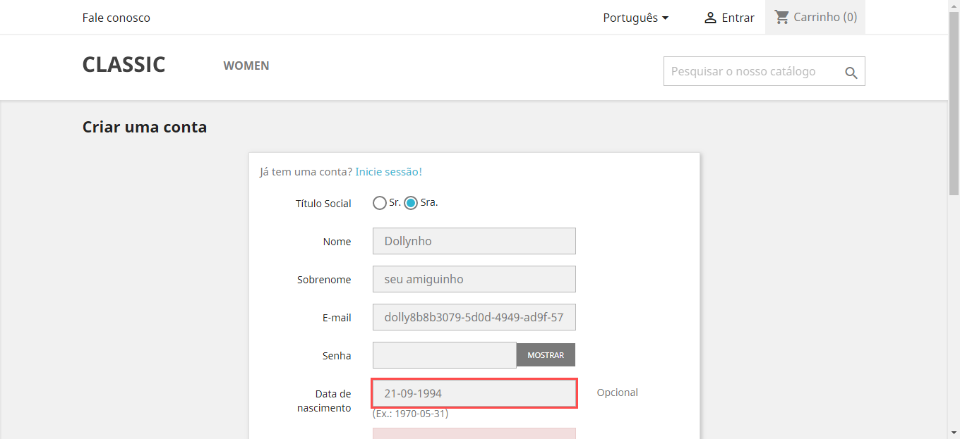 Fale conosco
Português
Entrar
Carrinho (0)
CLASSIC
WOMEN
Pesquisar o nosso catálogo
Criar uma conta
Já tem uma conta? Inicie sessão!
Título Social
Sr. Sra.
Nome
Dollynho
Sobrenome
seu amiguinho
E-mail
dolly8b8b3079-5d0d-4949-ad9f-57
Senha
MOSTRAR
Data de
nascimento
21-09-1994
Opcional
(Ex.: 1970-05-31)